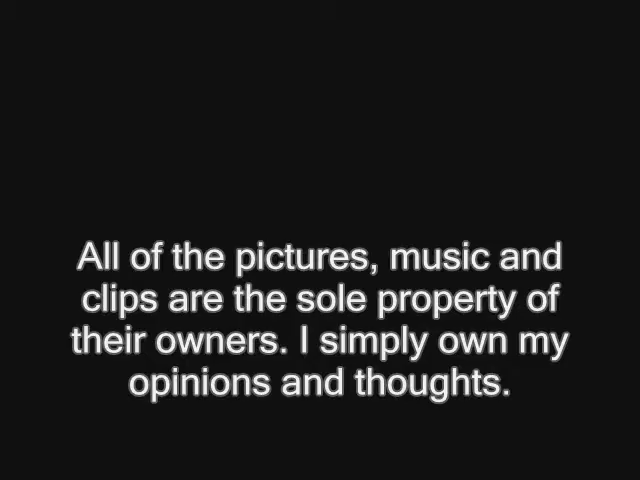 All of the pictures, music and
clips are the sole property of
their owners. I simply own my
opinions and thoughts.